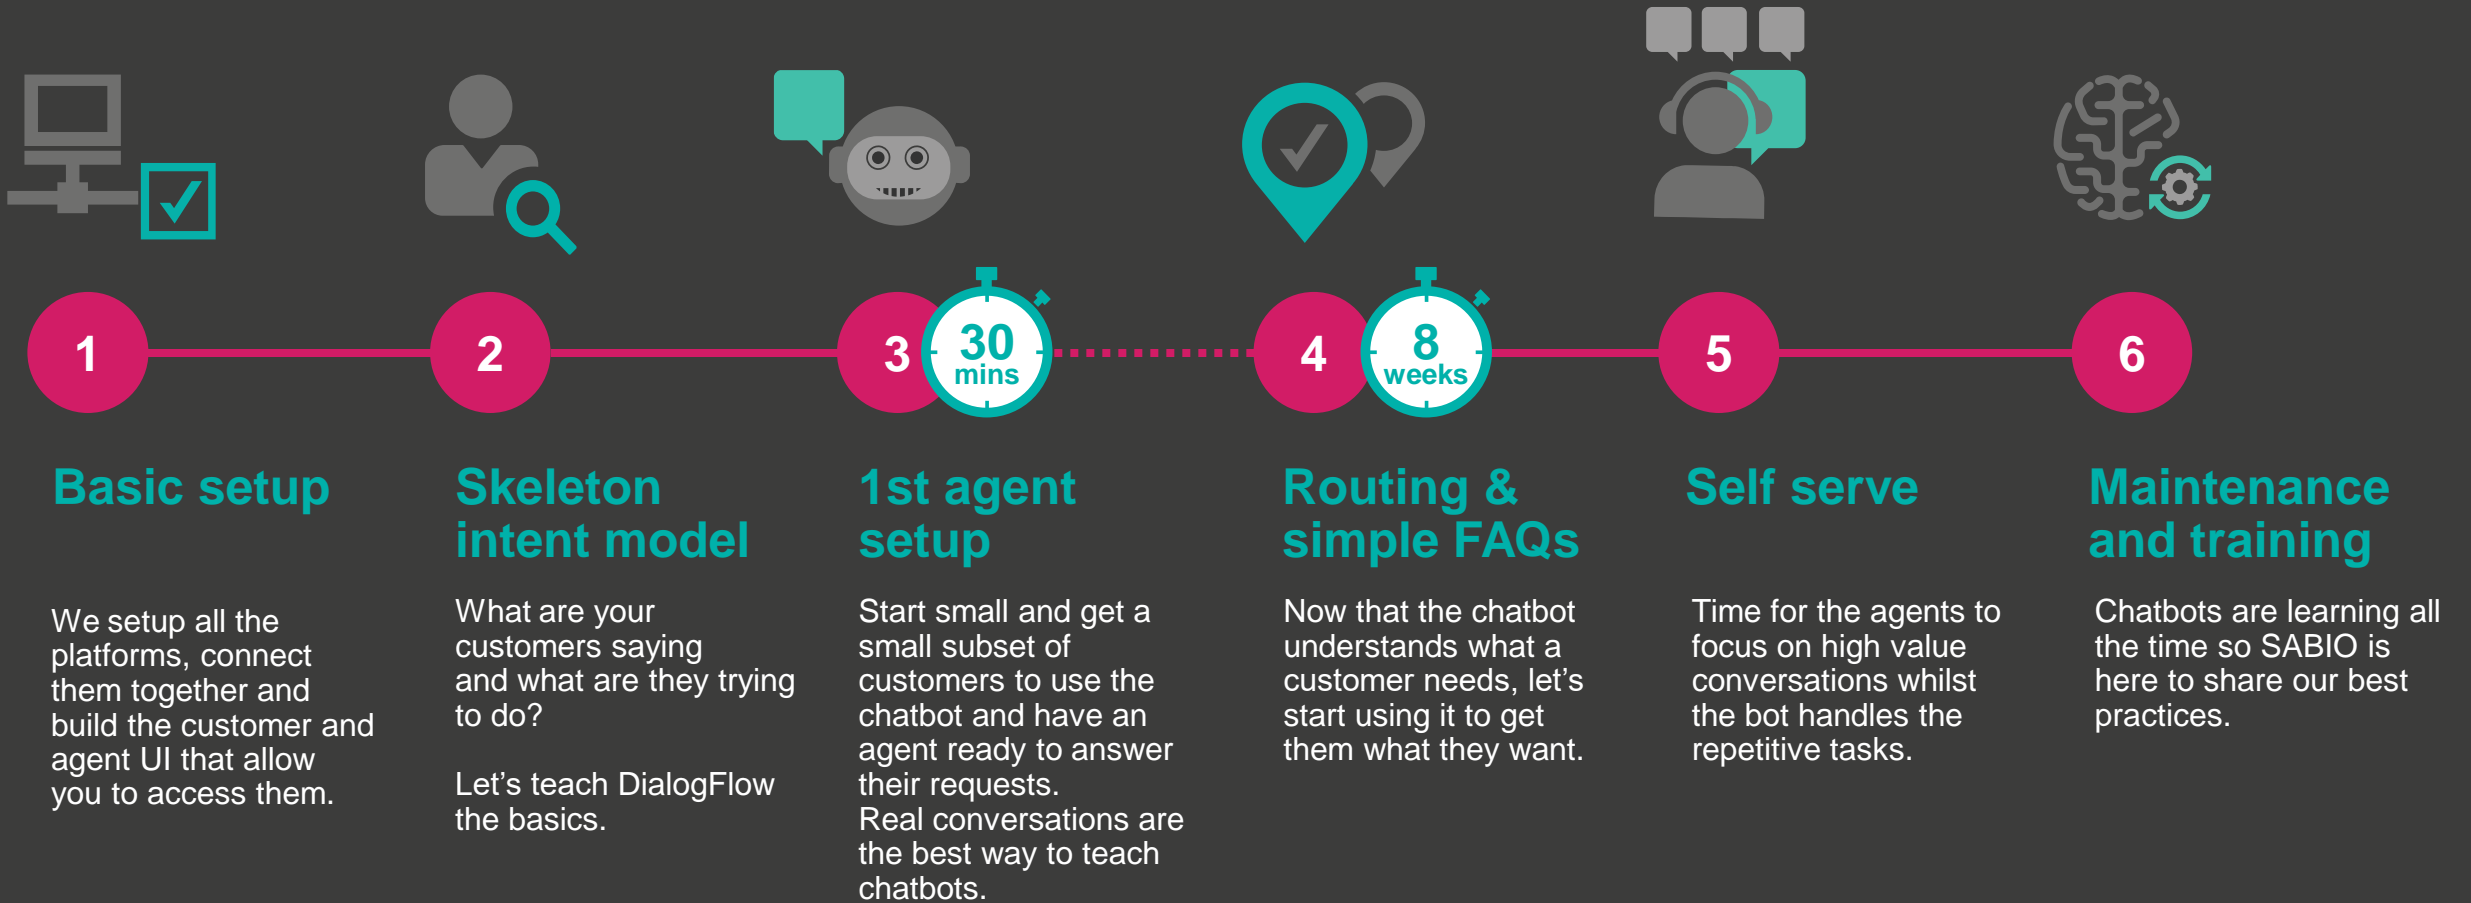 1
2
3
30
mins
4
8
weeks
5
6
Basic setup
We setup all the
platforms, connect
them together and
build the customer and
agent UI that allow
you to access them.
Skeleton
intent model
What are your
customers saying
and what are they trying
to do?
Let’s teach DialogFlow
the basics.
1st agent
setup
Start small and get a
small subset of
customers to use the
chatbot and have an
agent ready to answer
their requests.
Real conversations are
the best way to teach
chatbots.
Routing &
simple FAQs
Now that the chatbot
understands what a
customer needs, let’s
start using it to get
them what they want.
Self serve
Time for the agents to
focus on high value
conversations whilst
the bot handles the
repetitive tasks.
Maintenance
and training
Chatbots are learning all
the time so SABIO is
here to share our best
practices.